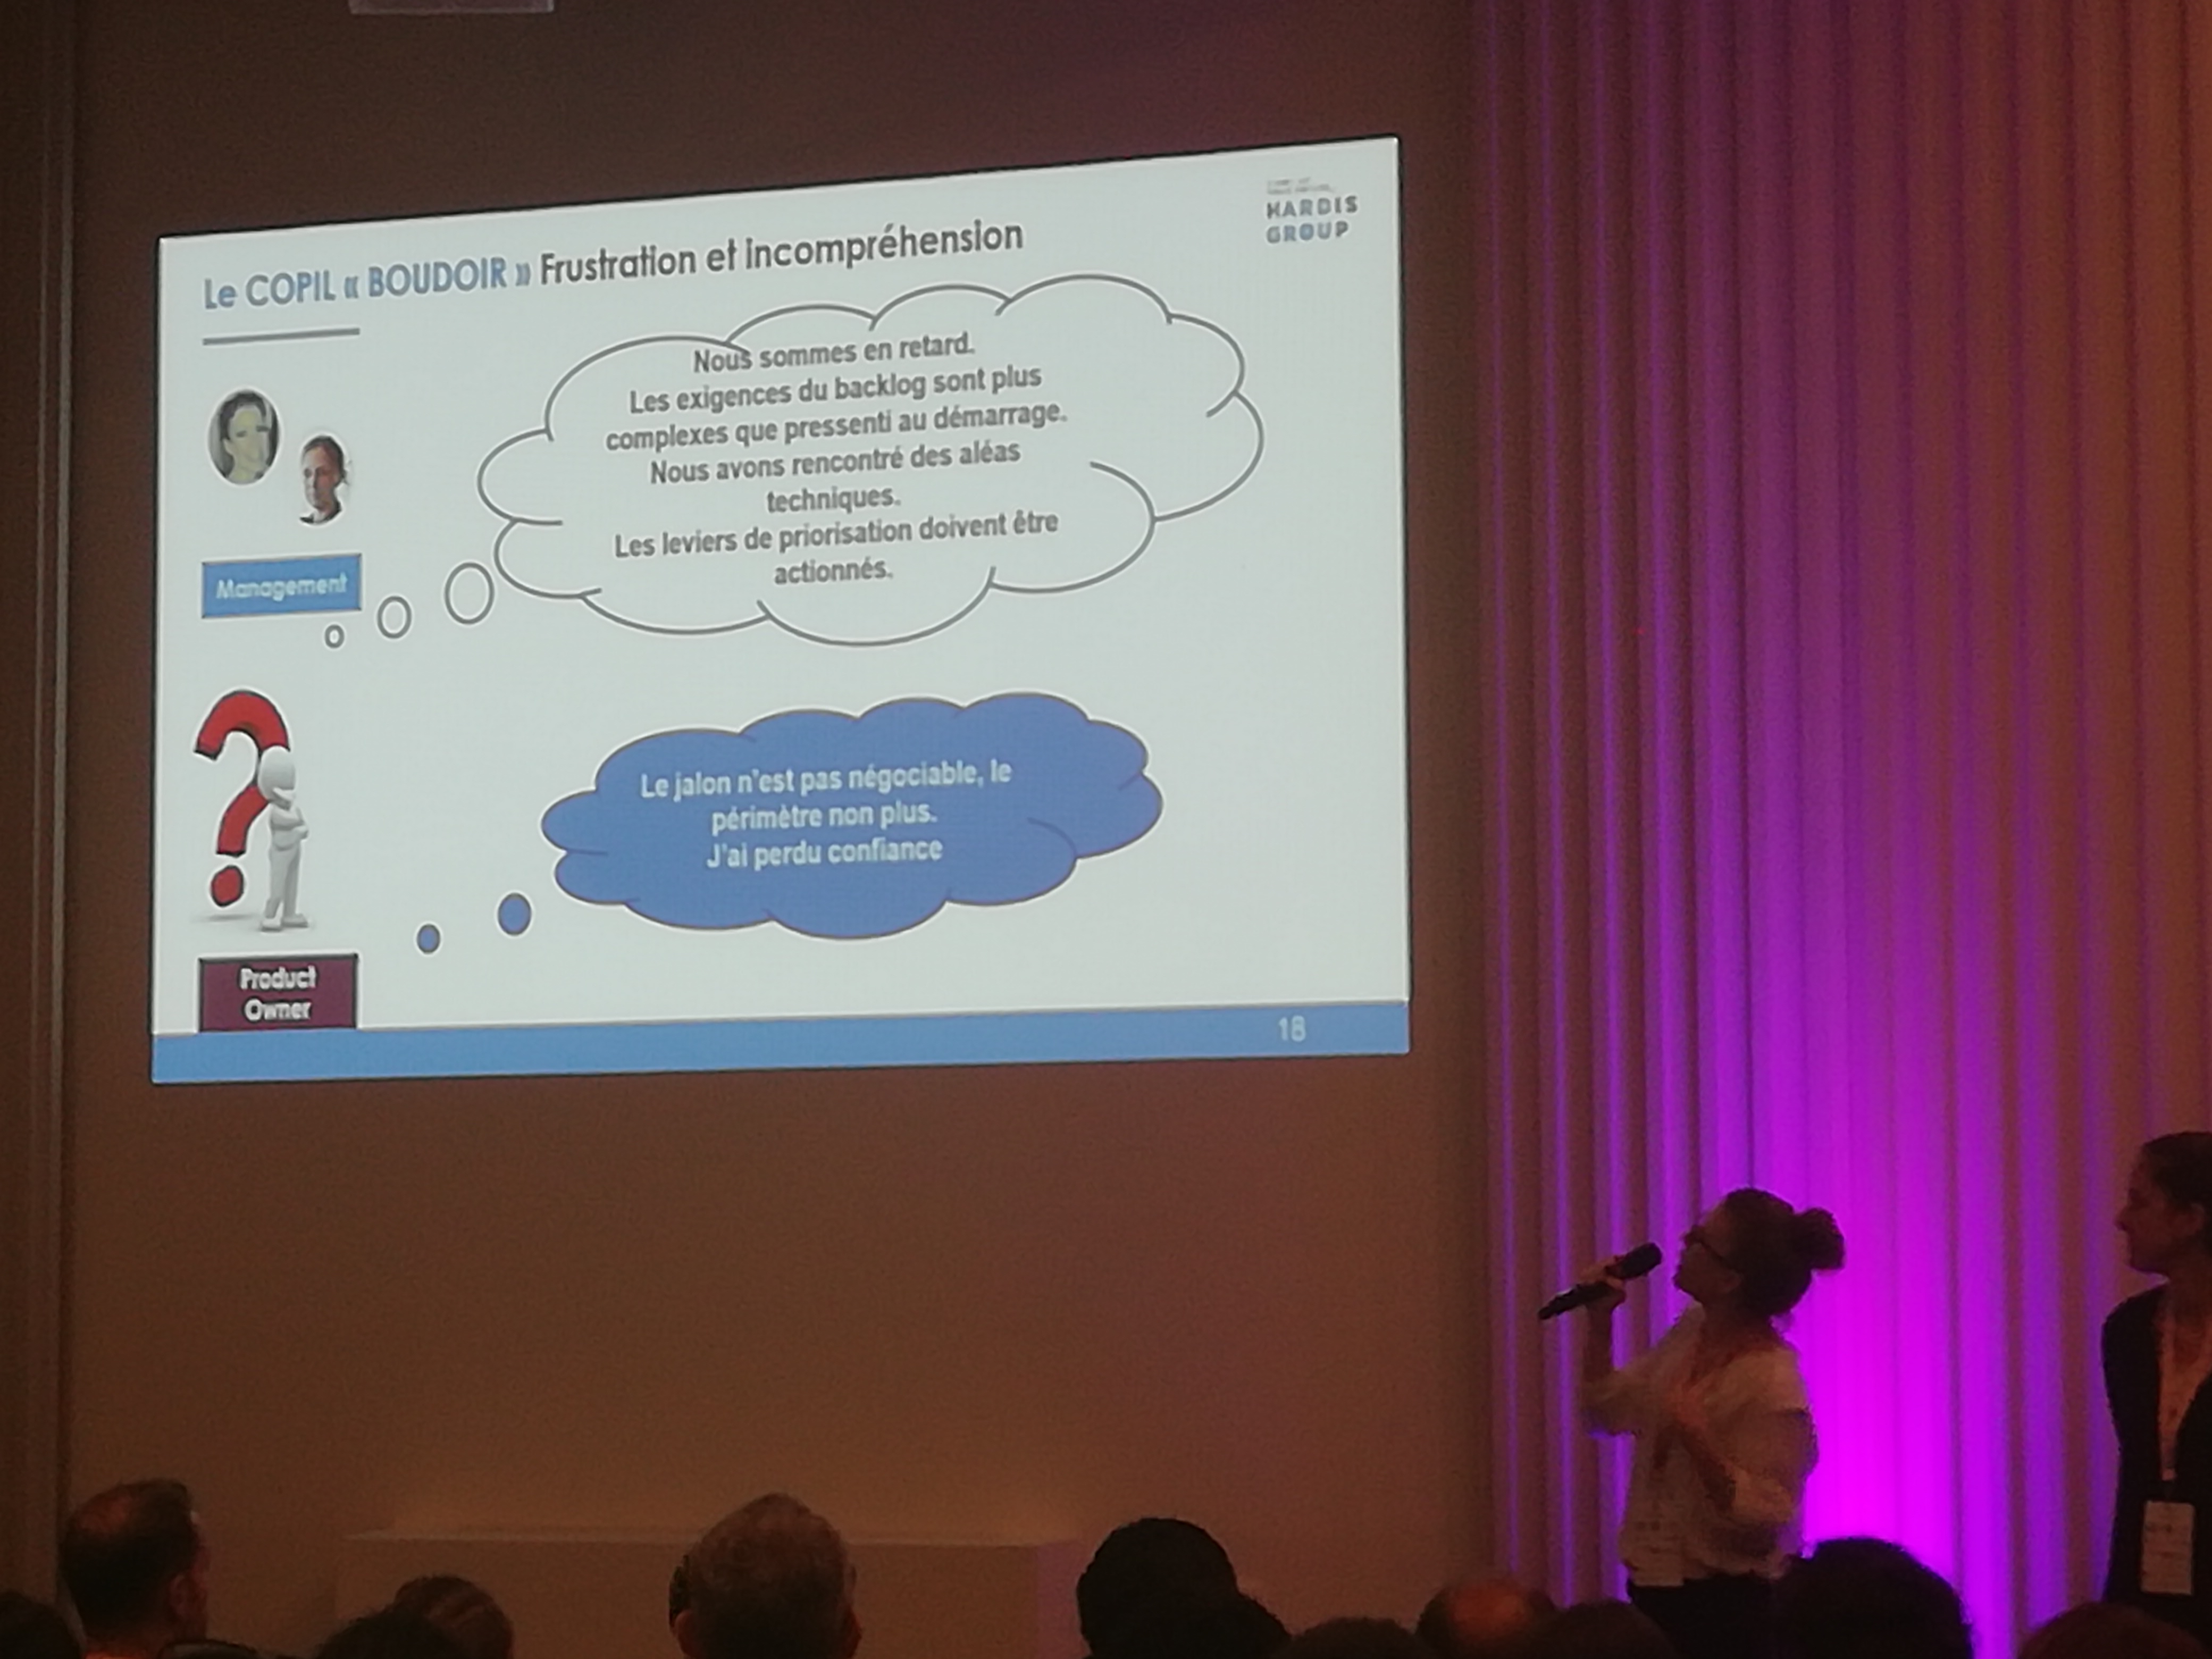 Le COPIL « BOUDOIR » Frustration et incompréhension
HARDIS
GROUP
Nous sommes en retard.
Les exigences du backlog sont plus
complexes que pressenti au démarrage.
Nous avons rencontré des aléas
techniques.
Les leviers de priorisation doivent être
actionnés.
Management
Le jalon n'est pas négociable, le
périmètre non plus.
J'ai perdu confiance
Product
Owner
18